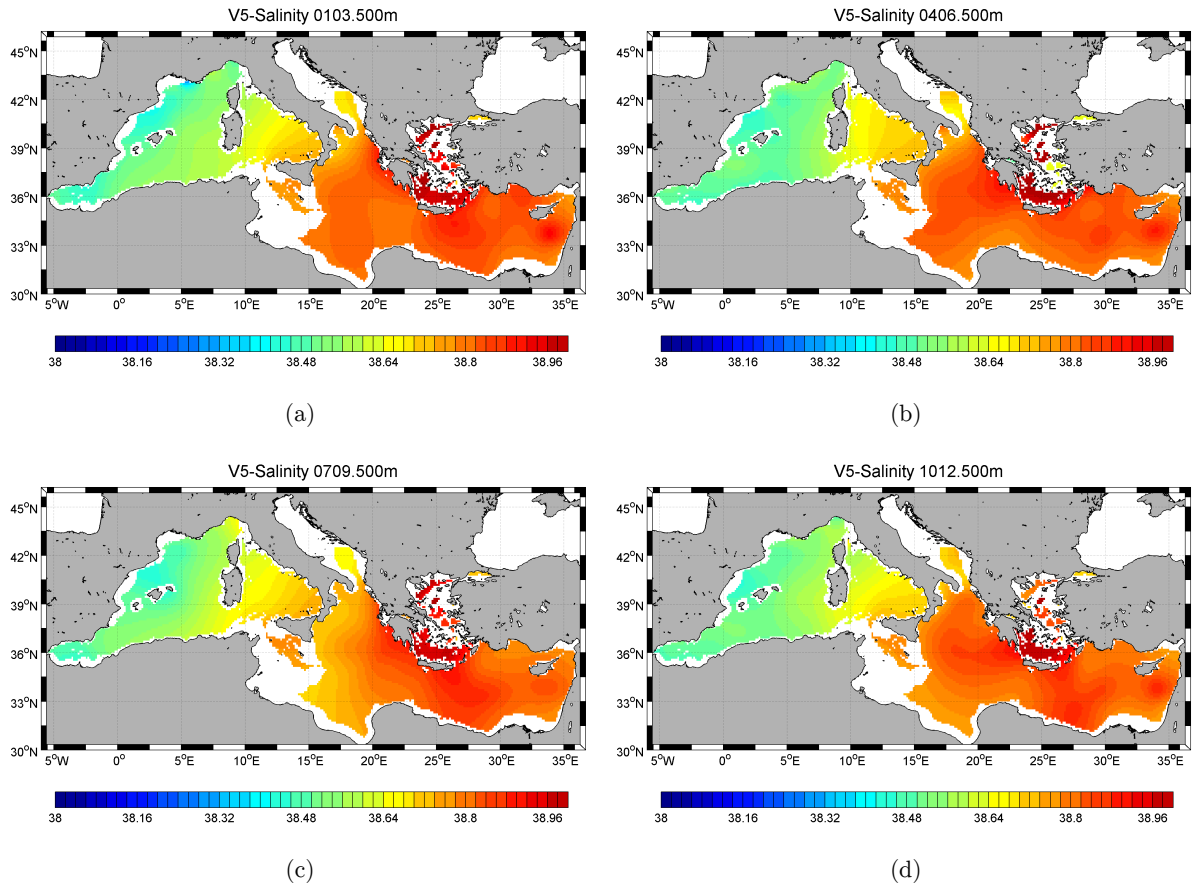 V5-Salinity 0103.500m
45°N
42°N
39°N
36°N
33°N
30°N
5°W 0° 5°E 10°E 15°E 20°E 25°E 30°E 35°E
38 38.16 38.32 38.48 38.64 38.8 38.96
(a)
V5-Salinity 0406.500m
45°N
42°N
39°N
36°N
33°N
30°N
5°W 0° 5°E 10°E 15°E 20°E 25°E 30°E 35°E
38 38.16 38.32 38.48 38.64 38.8 38.96
(b)
V5-Salinity 0709.500m
45°N
42°N
39°N
36°N
33°N
30°N
5°W 0° 5°E 10°E 15°E 20°E 25°E 30°E 35°E
38 38.16 38.32 38.48 38.64 38.8 38.96
(c)
V5-Salinity 1012.500m
45°N
42°N
39°N
36°N
33°N
30°N
5°W 0° 5°E 10°E 15°E 20°E 25°E 30°E 35°E
38 38.16 38.32 38.48 38.64 38.8 38.96
(d)